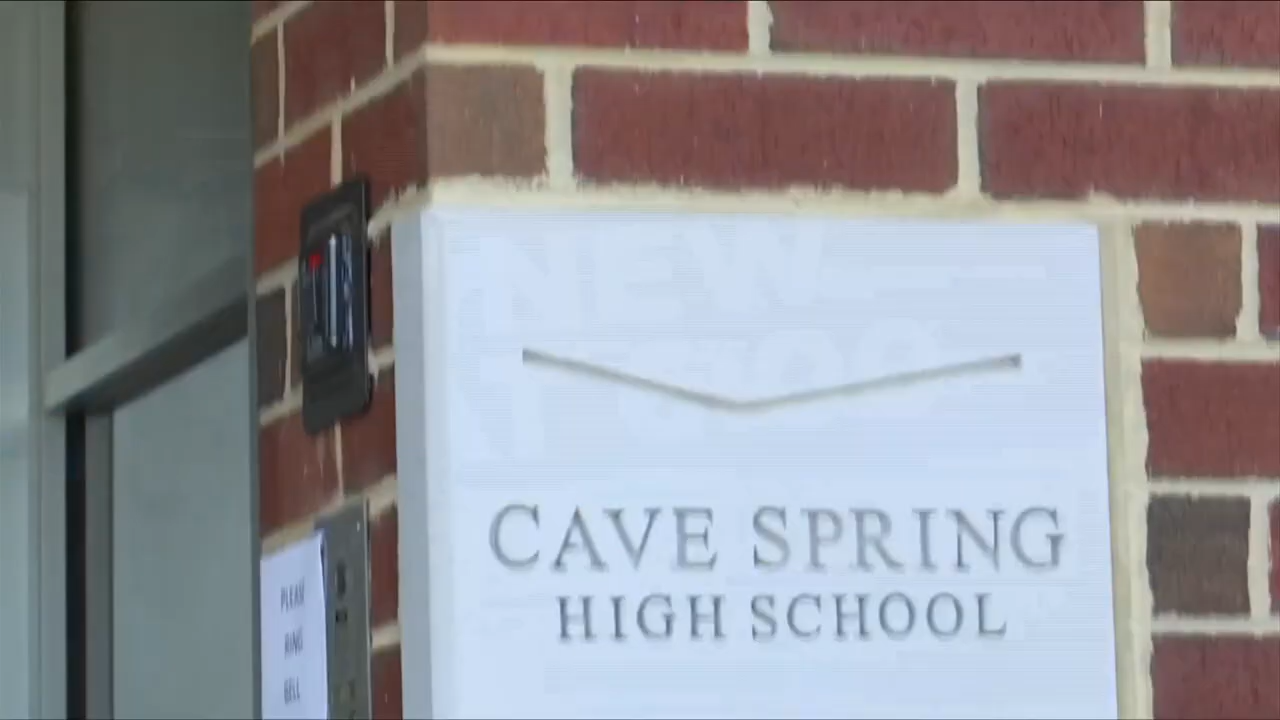 CAVE SPRING
HIGH SCHOOL
PLEASE
RING
BELL